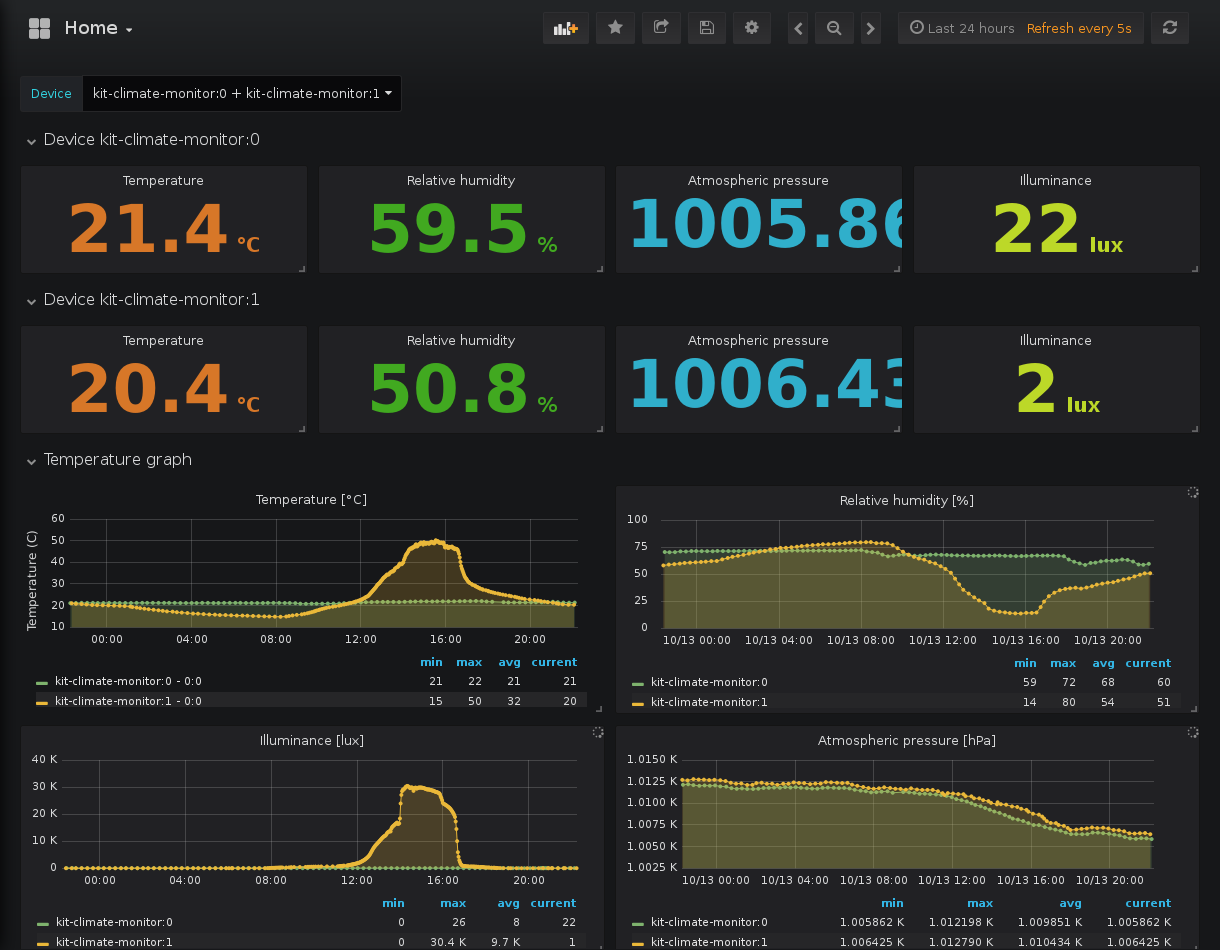 Home
Last 24 hours Refresh every 5s
Device kit-climate-monitor:0 + kit-climate-monitor:1
Device kit-climate-monitor:0
Temperature Relative humidity Atmospheric pressure Illuminance
21.4 °C 59.5 % 1005.86 22 lux
Device kit-climate-monitor:1
Temperature Relative humidity Atmospheric pressure Illuminance
20.4 °C 50.8 % 1006.43 2 lux
Temperature graph
Temperature [°C]
Temperature (C)
60
50
40
30
20
10
00:00 04:00 08:00 12:00 16:00 20:00
min max avg current
kit-climate-monitor:0 - 0:0 21 22 21 21
kit-climate-monitor:1 - 0:0 15 50 32 20
Relative humidity [%]
100
75
50
25
0
10/13 00:00 10/13 04:00 10/13 08:00 10/13 12:00 10/13 16:00 10/13 20:00
min max avg current
kit-climate-monitor:0 59 72 68 60
kit-climate-monitor:1 14 80 54 51
Illuminance [lux]
40 K
30 K
20 K
10 K
0
00:00 04:00 08:00 12:00 16:00 20:00
min max avg current
kit-climate-monitor:0 0 26 8 22
kit-climate-monitor:1 0 30.4 K 9.7 K 1
Atmospheric pressure [hPa]
1.0150 K
1.0125 K
1.0100 K
1.0075 K
1.0050 K
1.0025 K
10/13 00:00 10/13 04:00 10/13 08:00 10/13 12:00 10/13 16:00 10/13 20:00
min max avg current
kit-climate-monitor:0 1.005862 K 1.012198 K 1.009851 K 1.005862 K
kit-climate-monitor:1 1.006425 K 1.012790 K 1.010434 K 1.006425 K